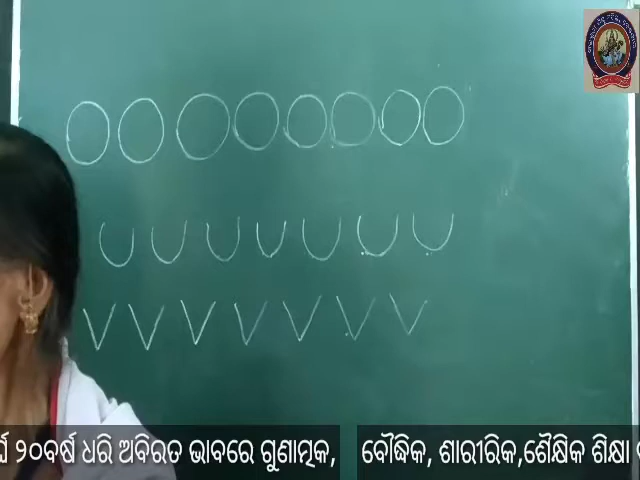 O O O O O O O O
U U U U U U U
V V V V V V V
୨୦ବର୍ଷ ଧରି ଅବିରତ ଭାବରେ ଗୁଣାତ୍ମକ, ବୌଦ୍ଧିକ, ଶାରୀରିକ,ଶୈକ୍ଷିକ ଶିକ୍ଷା